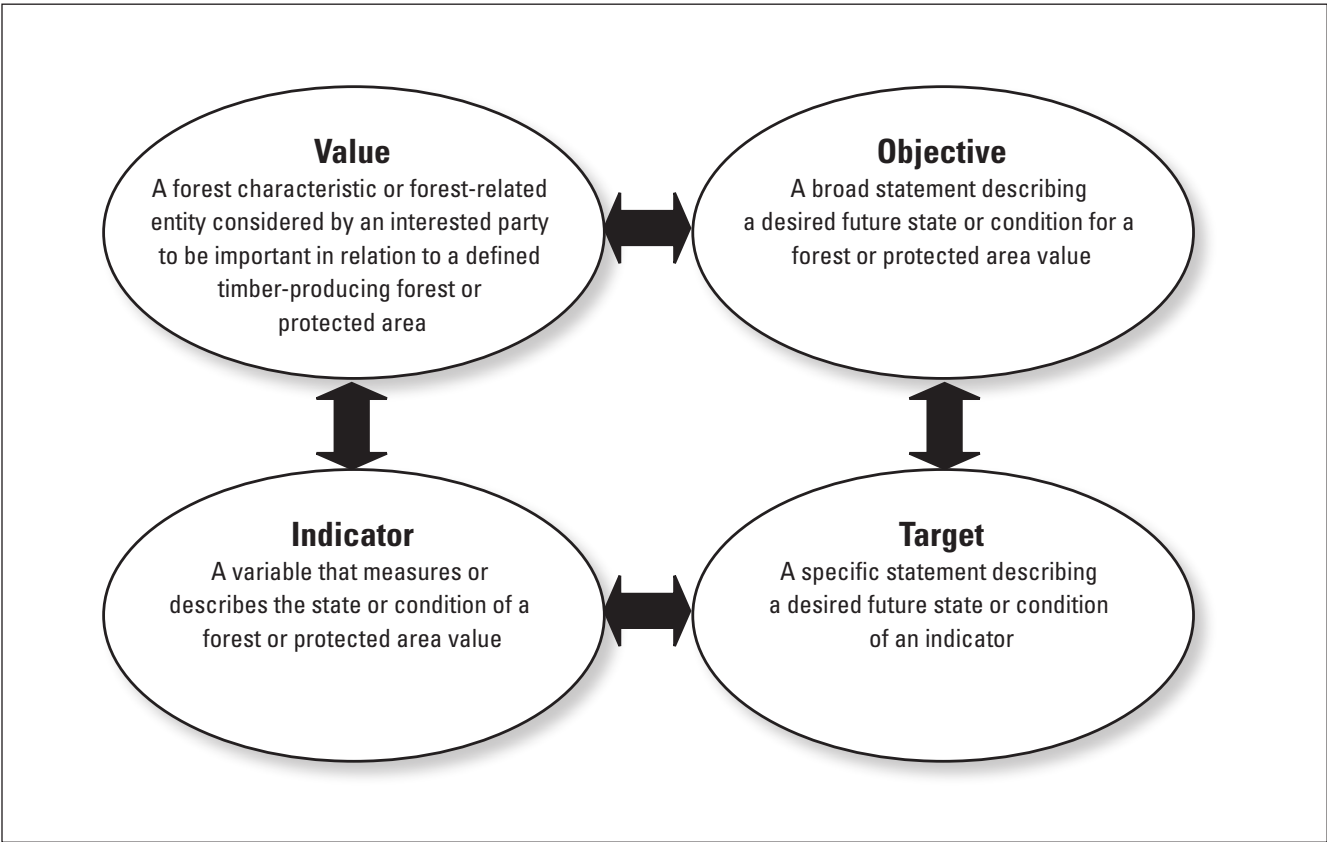 Value
A forest characteristic or forest-related
entity considered by an interested party
to be important in relation to a defined
timber-producing forest or
protected area
Objective
A broad statement describing
a desired future state or condition for a
forest or protected area value
Indicator
A variable that measures or
describes the state or condition of a
forest or protected area value
Target
A specific statement describing
a desired future state or condition
of an indicator